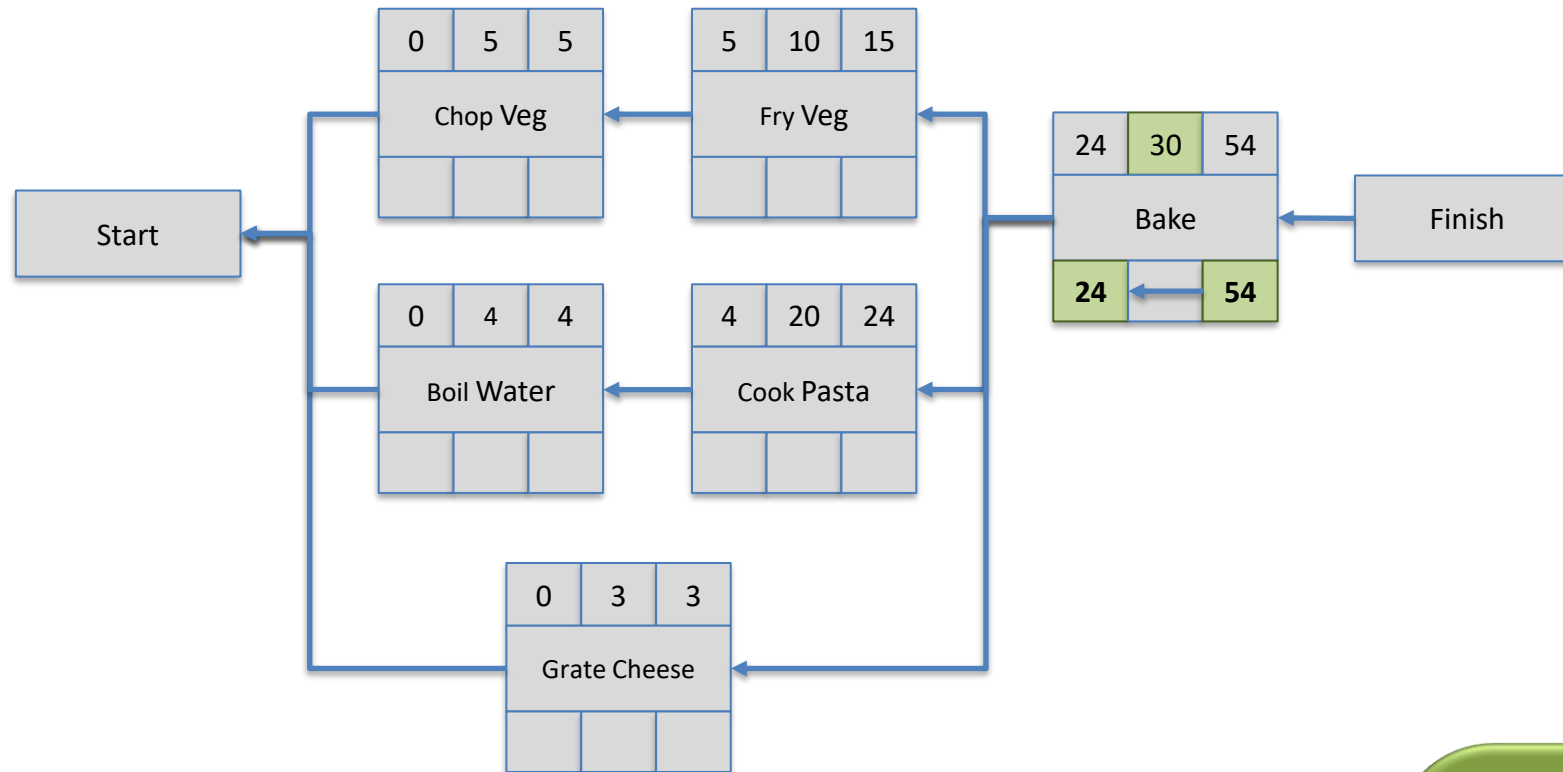 0 5 5
Chop Veg
5 10 15
Fry Veg
24 30 54
Bake
24 54
Start
Finish
0 4 4
Boil Water
4 20 24
Cook Pasta
0 3 3
Grate Cheese